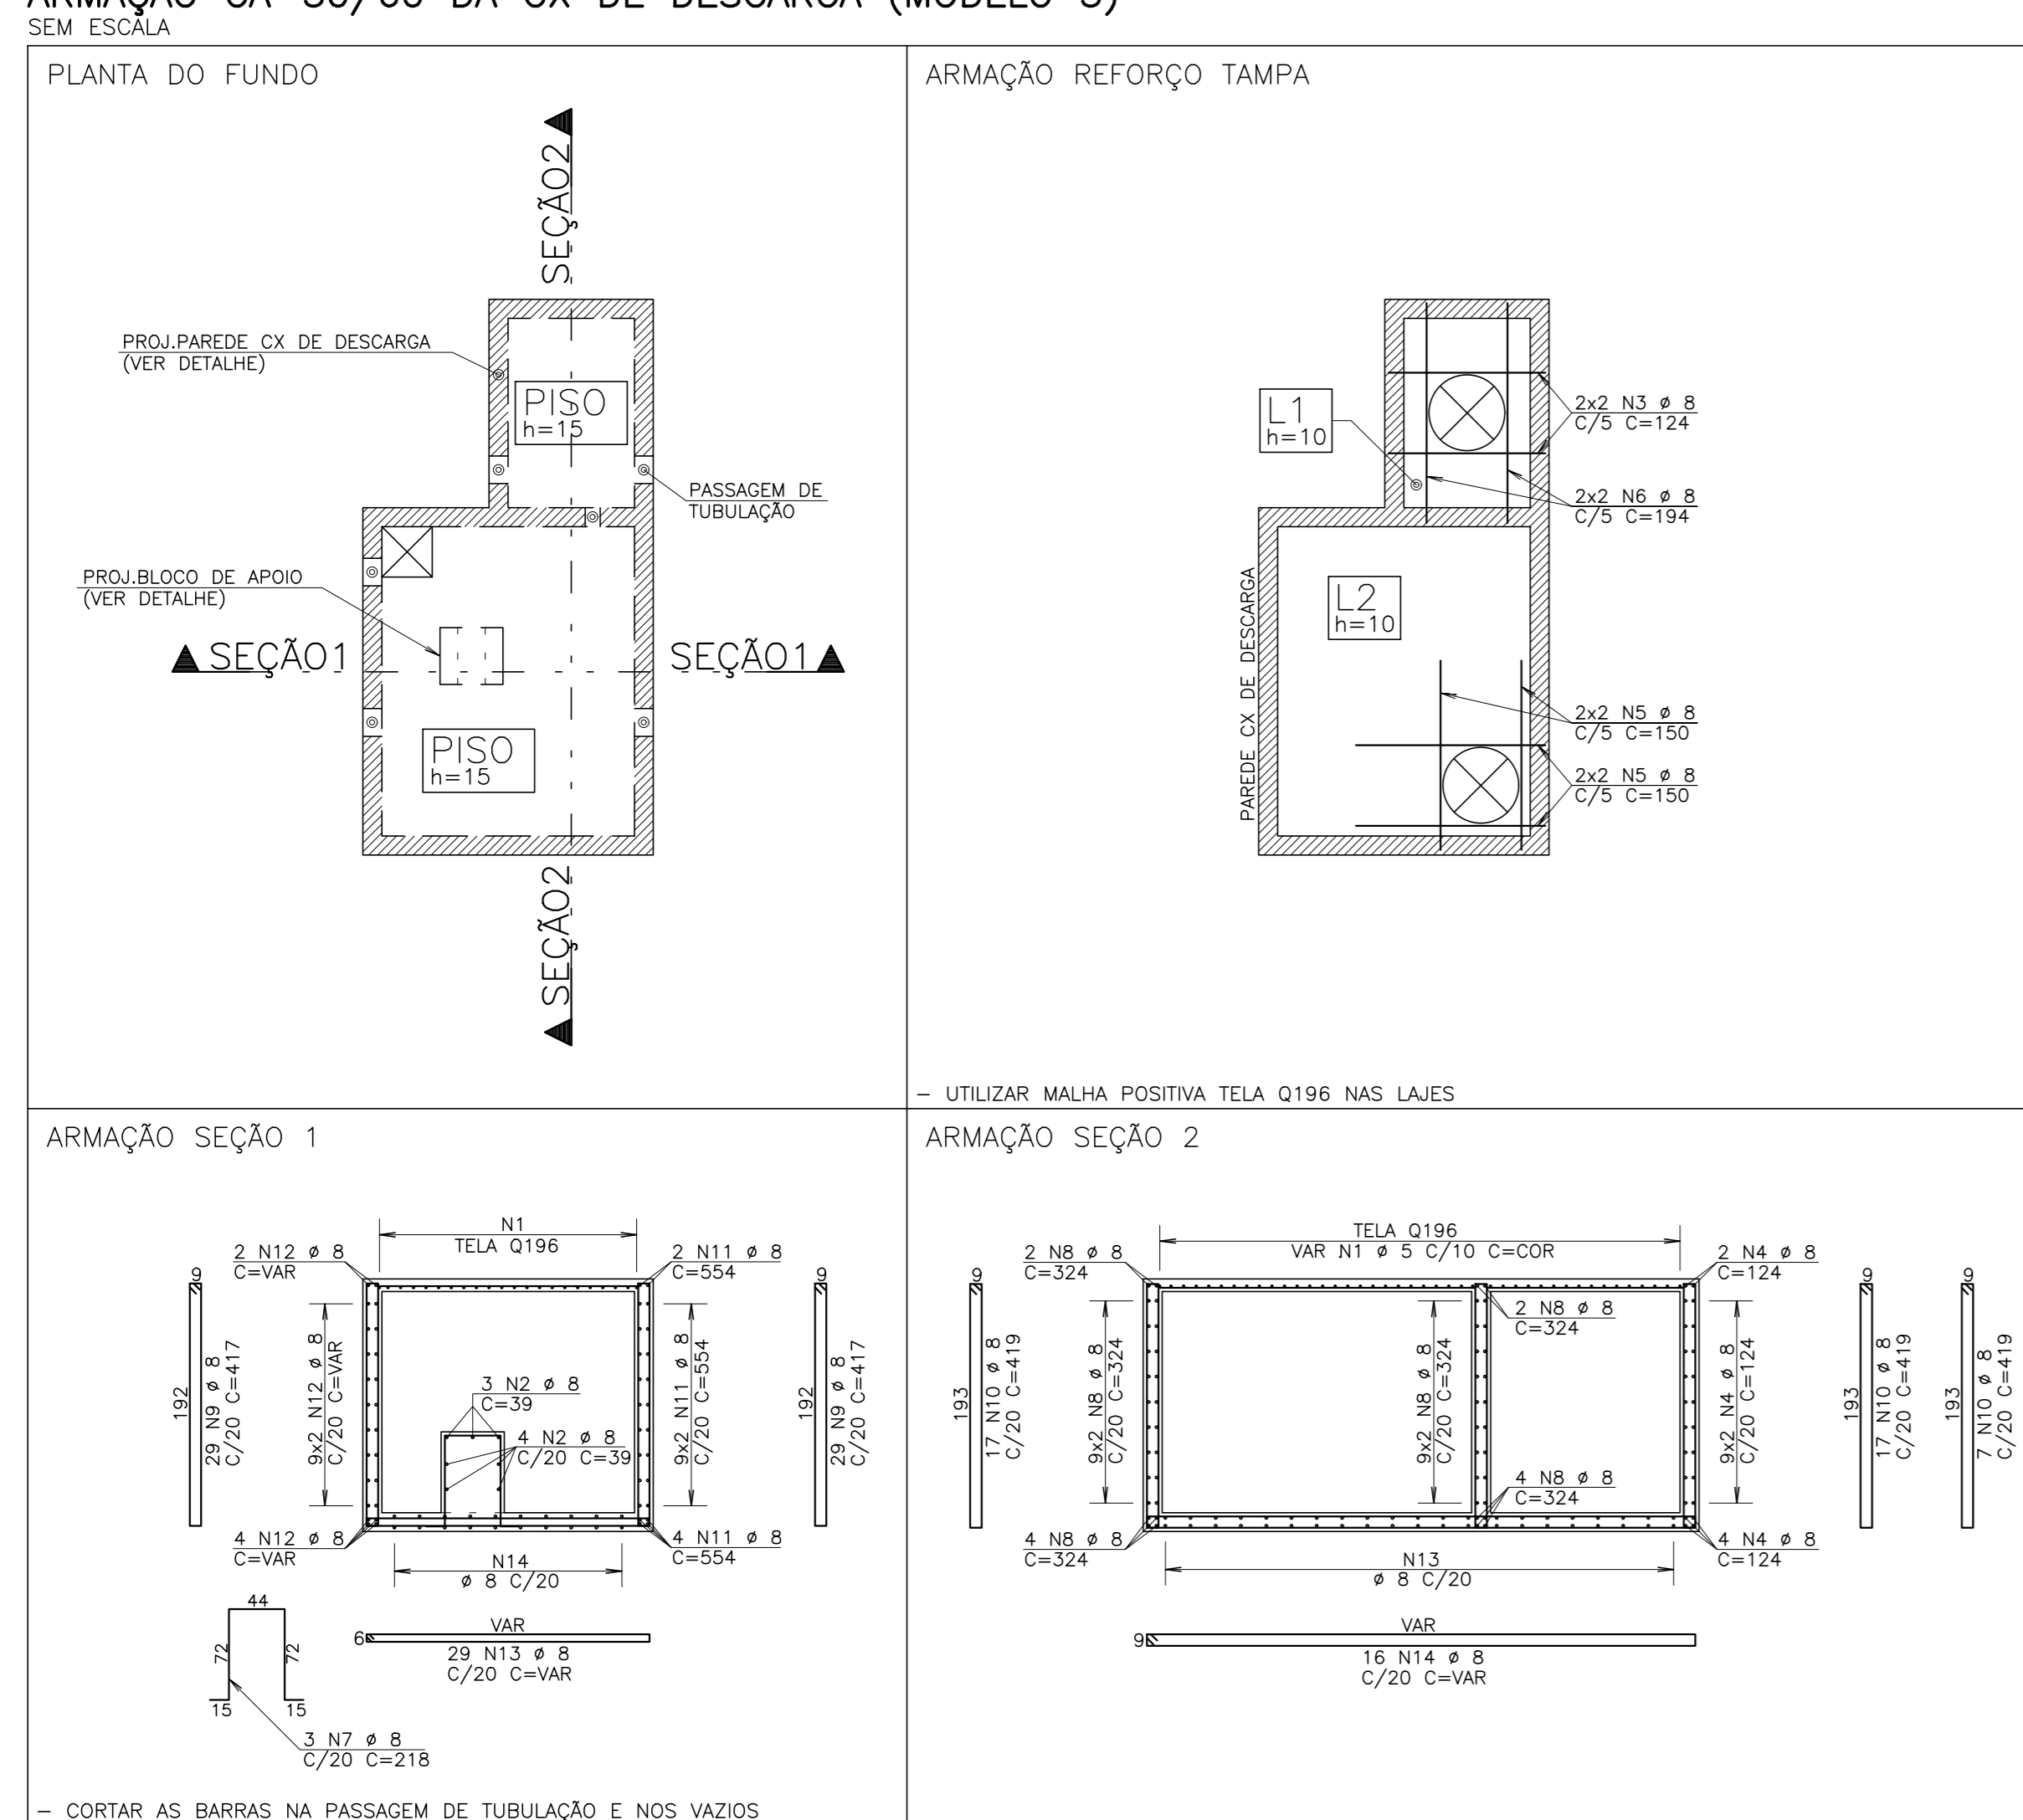 SEM ESCALA
PLANTA DO FUNDO
SEÇÃO2
PROJ.PAREDE CX DE DESCARGA
(VER DETALHE)
PISO
h=15
PASSAGEM DE
TUBULAÇÃO
PROJ.BLOCO DE APOIO
(VER DETALHE)
SEÇÃO1
SEÇÃO1
PISO
h=15
SEÇÃO2
ARMAÇÃO REFORÇO TAMPA
L1
h=10
2x2 N3 ø 8
C/5 C=124
2x2 N6 ø 8
C/5 C=194
PAREDE CX DE DESCARGA
L2
h=10
2x2 N5 ø 8
C/5 C=150
2x2 N5 ø 8
C/5 C=150
- UTILIZAR MALHA POSITIVA TELA Q196 NAS LAJES
ARMAÇÃO SEÇÃO 1
N1
TELA Q196
2 N12 ø 8
C=VAR
2 N11 ø 8
C=554
9
192
29 N9 ø 8
C/20 C=417
9x2 N12 ø 8
C/20 C=VAR
3 N2 ø 8
C=39
4 N2 ø 8
C/20 C=39
9x2 N11 ø 8
C/20 C=554
9
192
29 N9 ø 8
C/20 C=417
4 N12 ø 8
C=VAR
4 N11 ø 8
C=554
N14
ø 8 C/20
44
72
72
15
15
3 N7 ø 8
C/20 C=218
6
VAR
29 N13 ø 8
C/20 C=VAR
- CORTAR AS BARRAS NA PASSAGEM DE TUBULAÇÃO E NOS VAZIOS
ARMAÇÃO SEÇÃO 2
TELA Q196
VAR N1 ø 5 C/10 C=COR
2 N8 ø 8
C=324
2 N4 ø 8
C=124
9
193
17 N10 ø 8
C/20 C=419
9x2 N8 ø 8
C/20 C=324
2 N8 ø 8
C=324
9x2 N8 ø 8
C/20 C=324
4 N8 ø 8
C=324
9x2 N4 ø 8
C/20 C=124
9
193
17 N10 ø 8
C/20 C=419
9
193
7 N10 ø 8
C/20 C=419
4 N8 ø 8
C=324
4 N4 ø 8
C=124
N13
ø 8 C/20
9
VAR
16 N14 ø 8
C/20 C=VAR